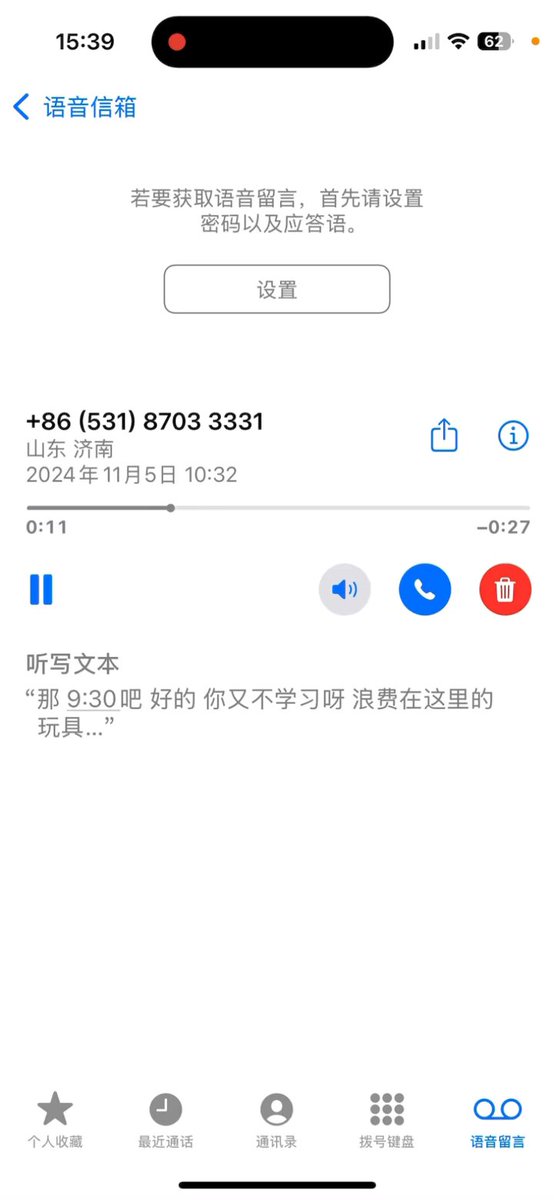 15:39
62
语音信箱
若要获取语音留言，首先请设置
密码以及应答语。
设置
+86 (531) 8703 3331
山东 济南
2024年11月5日 10:32
0:11
−0:27
听写文本
“那 9:30吧 好的 你又不学习呀 浪费在这里的
玩具...”
个人收藏
最近通话
通讯录
拨号键盘
语音留言